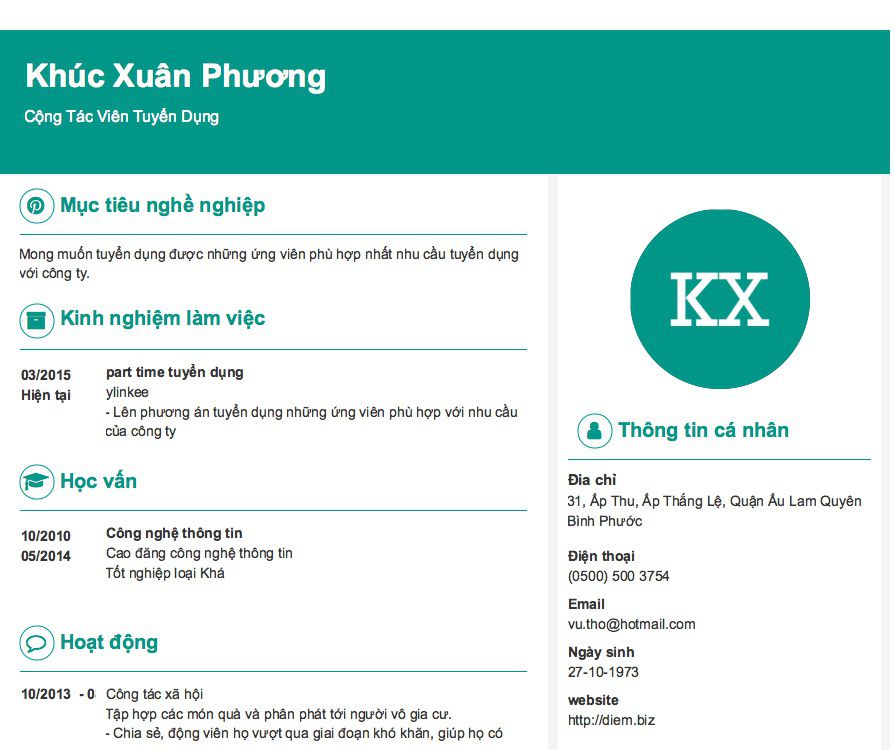 Khúc Xuân Phương
Cộng Tác Viên Tuyển Dụng
Mục tiêu nghề nghiệp
Mong muốn tuyển dụng được những ứng viên phù hợp nhất nhu cầu tuyển dụng
với công ty.
Kinh nghiệm làm việc
03/2015
Hiện tại
part time tuyển dụng
ylinkee
- Lên phương án tuyển dụng những ứng viên phù hợp với nhu cầu
của công ty
Học vấn
10/2010
05/2014
Công nghệ thông tin
Cao đăng công nghệ thông tin
Tốt nghiệp loại Khá
Hoạt động
10/2013 - 0
Công tác xã hội
Tập hợp các món quà và phân phát tới người vô gia cư.
- Chia sẻ, động viên họ vượt qua giai đoạn khó khăn, giúp họ có
KX
Thông tin cá nhân
Đia chỉ
31, Ấp Thu, Ấp Thắng Lệ, Quận Ấu Lam Quyên
Bình Phước
Điện thoại
(0500) 500 3754
Email
vu.tho@hotmail.com
Ngày sinh
27-10-1973
website
http://diem.biz